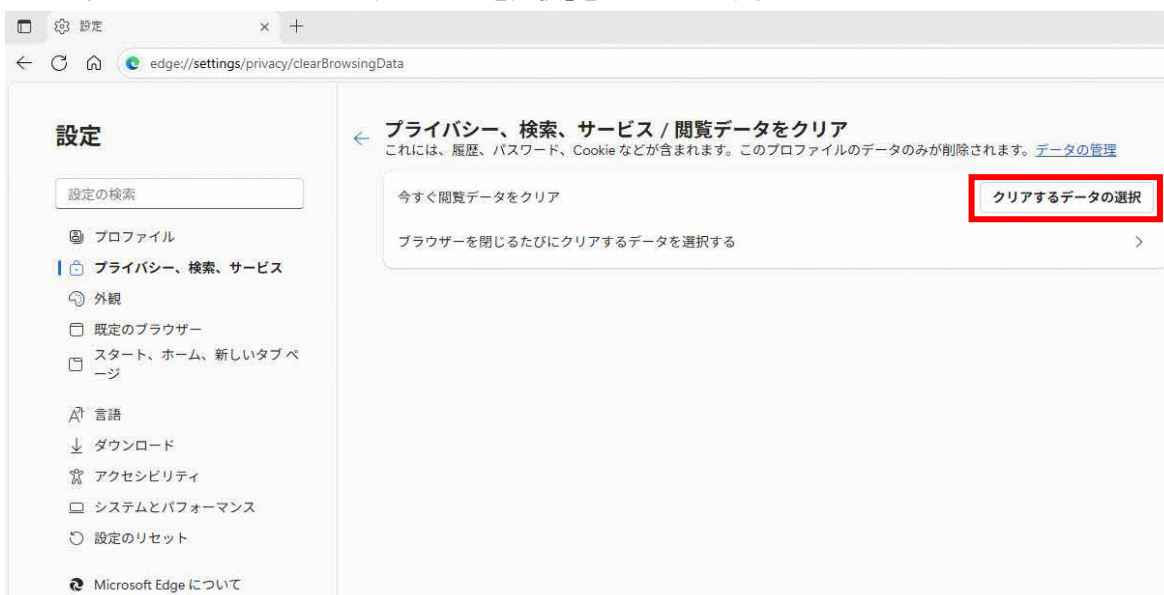 設定
edge://settings/privacy/clearBrowsingData
設定
プライバシー、検索、サービス / 閲覧データをクリア
これには、履歴、パスワード、Cookie などが含まれます。このプロファイルのデータのみが削除されます。データの管理
設定の検索
今すぐ閲覧データをクリア
クリアするデータの選択
ブラウザーを閉じるたびにクリアするデータを選択する
プロファイル
プライバシー、検索、サービス
外観
既定のブラウザー
スタート、ホーム、新しいタブ ペ
ージ
言語
ダウンロード
アクセシビリティ
システムとパフォーマンス
設定のリセット
Microsoft Edge について